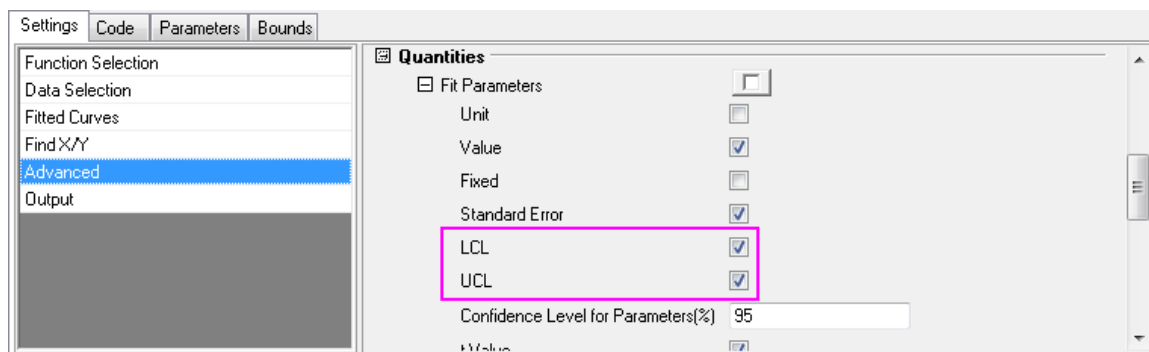 Settings Code Parameters Bounds
Function Selection
Data Selection
Fitted Curves
Find X/Y
Advanced
Output
Quantities
Fit Parameters
Unit
Value
Fixed
Standard Error
LCL
UCL
Confidence Level for Parameters(%) 95
t-Value